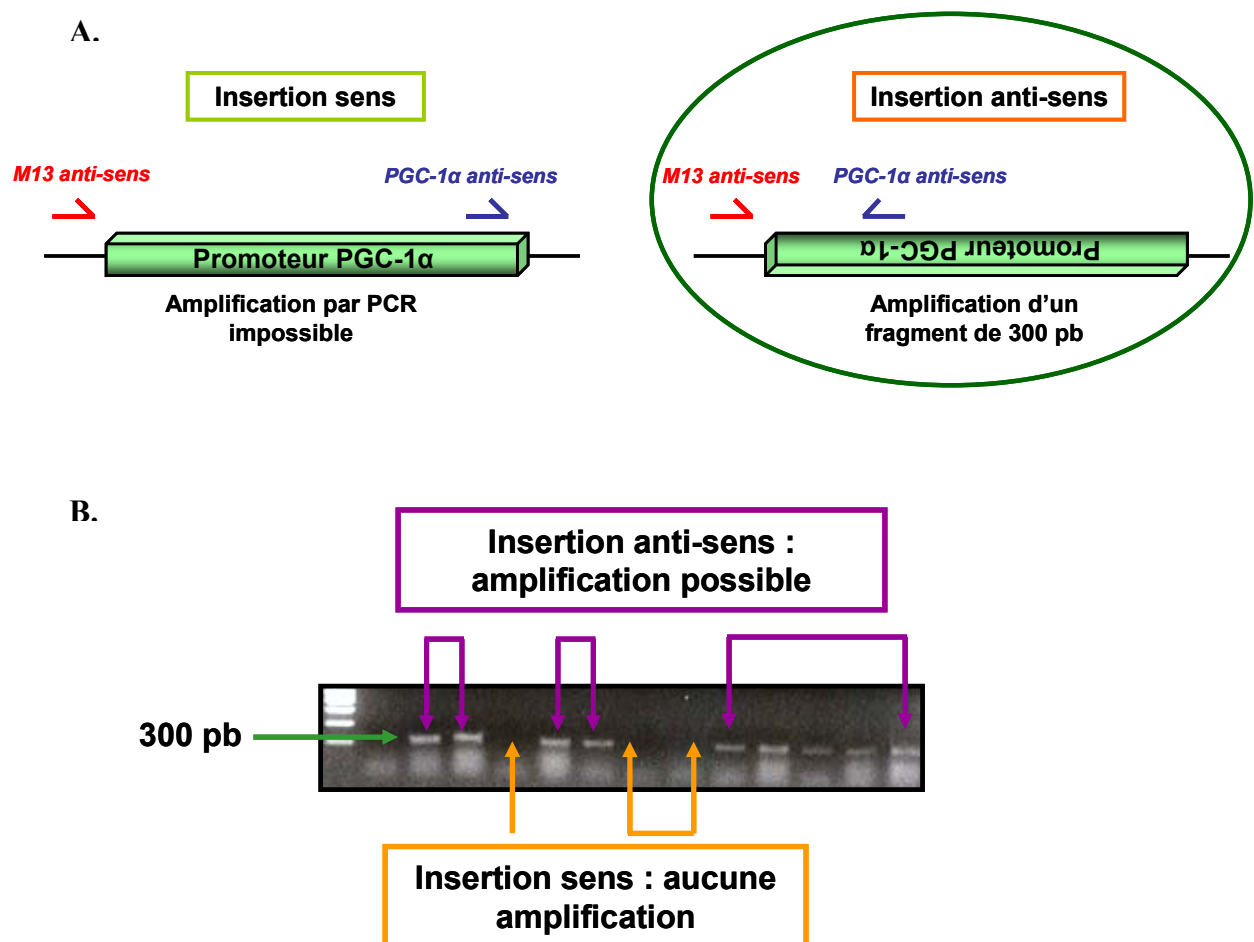 A.
Insertion sens
Insertion anti-sens
M13 anti-sens
PGC-1α anti-sens
M13 anti-sens
PGC-1α anti-sens
Promoteur PGC-1α
Promoteur PGC-1α
Amplification par PCR
impossible
Amplification d’un
fragment de 300 pb
B.
Insertion anti-sens :
amplification possible
300 pb
Insertion sens : aucune
amplification